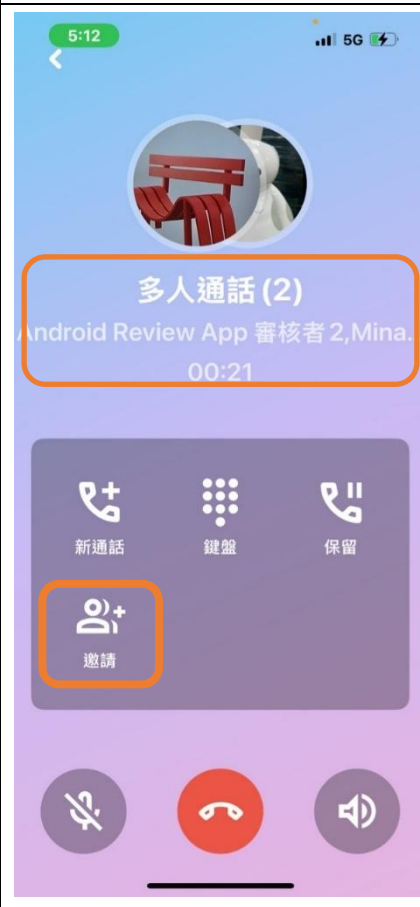 5:12
5G
多人通話 (2)
Android Review App 審核者 2,Mina.
00:21
新通話
鍵盤
保留
邀請